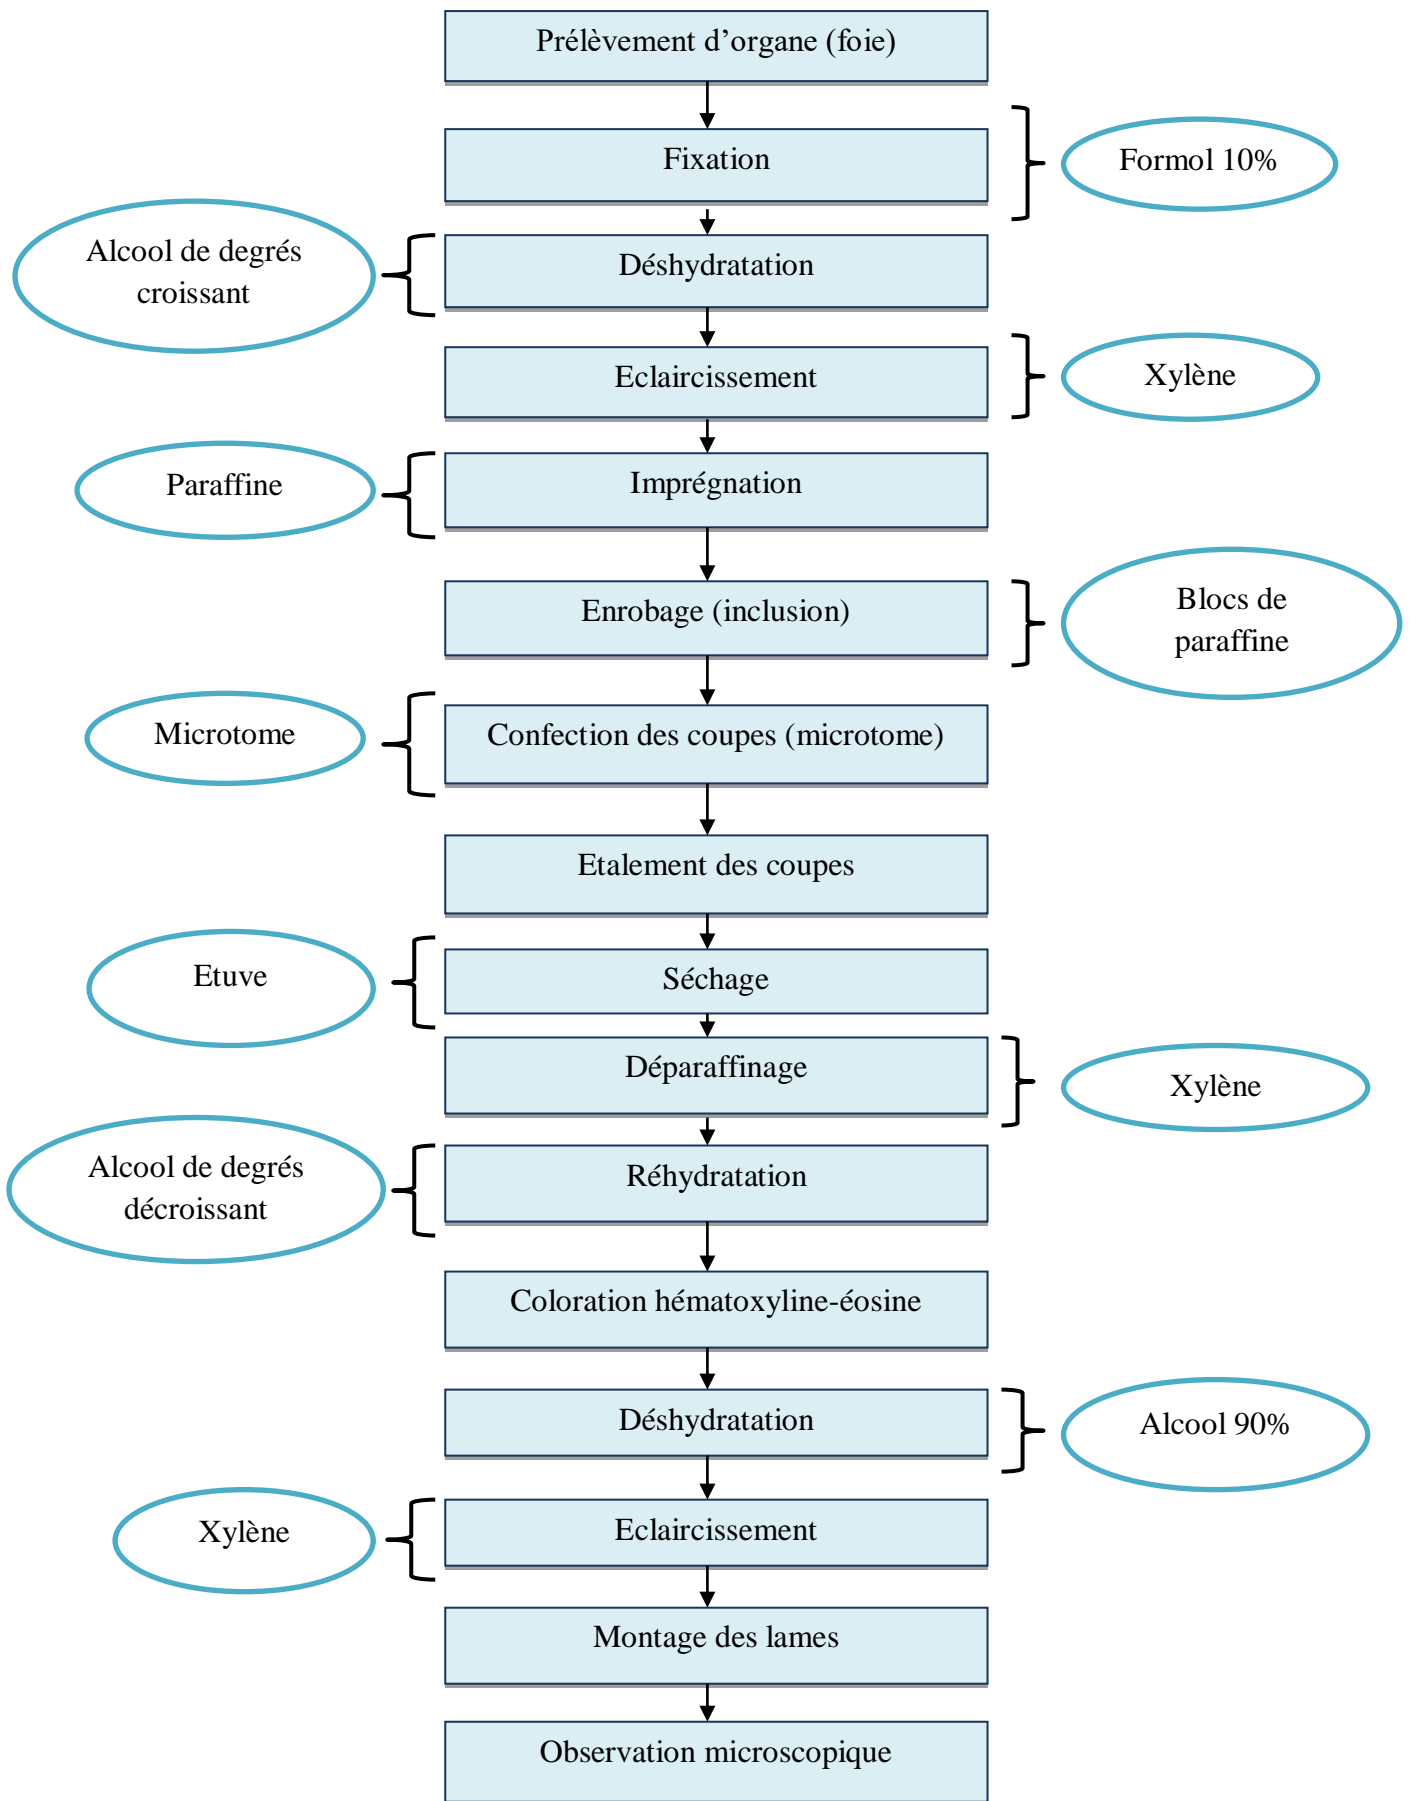 Prélèvement d’organe (foie)
Fixation
Formol 10%
Alcool de degrés
croissant
Déshydratation
Eclaircissement
Xylène
Paraffine
Imprégnation
Enrobage (inclusion)
Blocs de
paraffine
Microtome
Confection des coupes (microtome)
Etalement des coupes
Etuve
Séchage
Déparaffinage
Xylène
Alcool de degrés
décroissant
Réhydratation
Coloration hématoxyline-éosine
Déshydratation
Alcool 90%
Xylène
Eclaircissement
Montage des lames
Observation microscopique